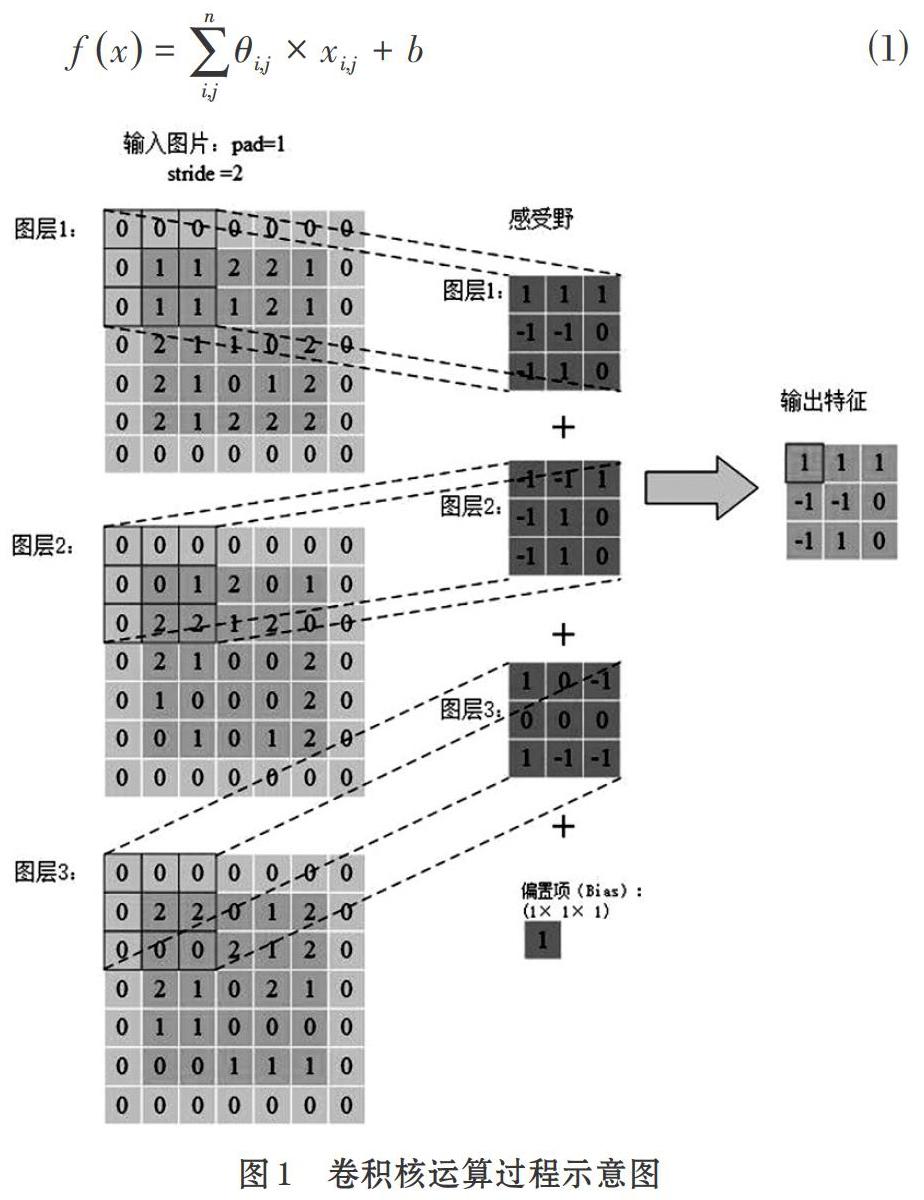 f(x) = \sum_{i,j}^{n} θ_{i,j} × x_{i,j} + b (1)
输入图片：pad=1
stride =2
图层1：
0 0 0 0 0 0 0
0 1 1 2 2 1 0
0 1 1 1 2 1 0
0 2 1 1 0 2 0
0 2 1 0 1 2 0
0 2 1 2 2 2 0
0 0 0 0 0 0 0
图层2：
0 0 0 0 0 0 0
0 0 1 2 0 1 0
0 2 2 1 2 0 0
0 2 1 0 0 2 0
0 1 0 0 0 2 0
0 0 1 0 1 2 0
0 0 0 0 0 0 0
图层3：
0 0 0 0 0 0 0
0 2 2 0 1 2 0
0 0 0 2 1 2 0
0 2 1 0 2 1 0
0 1 1 0 0 0 0
0 0 0 1 1 1 0
0 0 0 0 0 0 0
感受野
图层1：
1 1 1
-1 -1 0
-1 1 0
+
图层2：
-1 -1 1
-1 1 0
-1 1 0
+
图层3：
1 0 -1
0 0 0
1 -1 -1
+
偏置项（Bias）：
(1× 1× 1)
1
输出特征
1 1 1
-1 -1 0
-1 1 0
图1 卷积核运算过程示意图